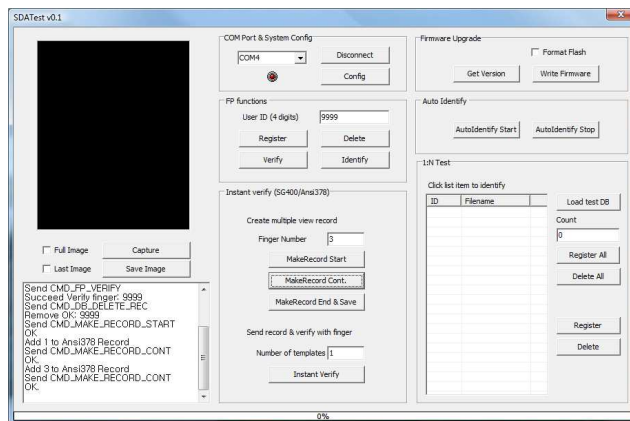 SDATest v0.1
COM Port & System Config
COM4
Disconnect
Config
Firmware Upgrade
Format Flash
Get Version
Write Firmware
FP functions
User ID (4 digits)
9999
Register
Delete
Verify
Identify
Auto Identify
AutoIdentify Start
AutoIdentify Stop
Instant verify (SG400/Ansi378)
Create multiple view record
Finger Number
3
MakeRecord Start
MakeRecord Cont.
MakeRecord End & Save
Send record & verify with finger
Number of templates
1
Instant Verify
1:N Test
Click list item to identify
ID Filename
Load test DB
Count
0
Register All
Delete All
Register
Delete
Full Image
Capture
Last Image
Save Image
Send CMD_FP_VERIFY
Succeed Verify finger: 9999
Send CMD_DB_DELETE_REC
Remove OK: 9999
Send CMD_MAKE_RECORD_START
OK
Add 1 to Ansi378 Record
Send CMD_MAKE_RECORD_CONT
OK.
Add 3 to Ansi378 Record
Send CMD_MAKE_RECORD_CONT
OK.
0%